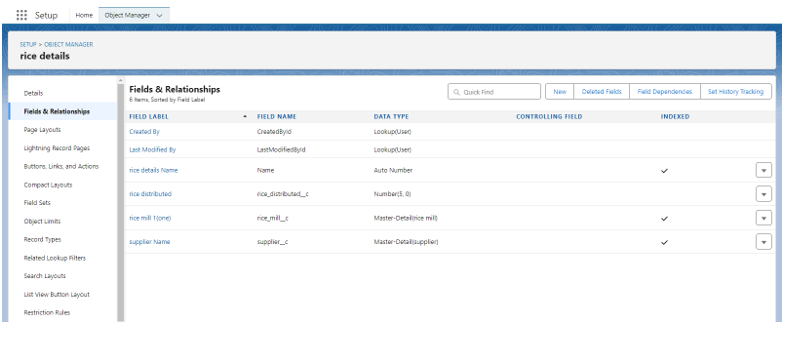 Setup Home Object Manager
SETUP > OBJECT MANAGER
rice details
Details
Fields & Relationships
Page Layouts
Lightning Record Pages
Buttons, Links, and Actions
Compact Layouts
Field Sets
Object Limits
Record Types
Related Lookup Filters
Search Layouts
List View Button Layout
Restriction Rules
Fields & Relationships
6 Items, Sorted by Field Label
Quick Find New Deleted Fields Field Dependencies Set History Tracking
FIELD LABEL FIELD NAME DATA TYPE CONTROLLING FIELD INDEXED
Created By CreatedById Lookup(User)
Last Modified By LastModifiedById Lookup(User)
rice details Name Name Auto Number
rice distributed rice_distributed__c Number(5, 0)
rice mill 1(one) rice_mill__c Master-Detail(rice mill)
supplier Name supplier__c Master-Detail(supplier)